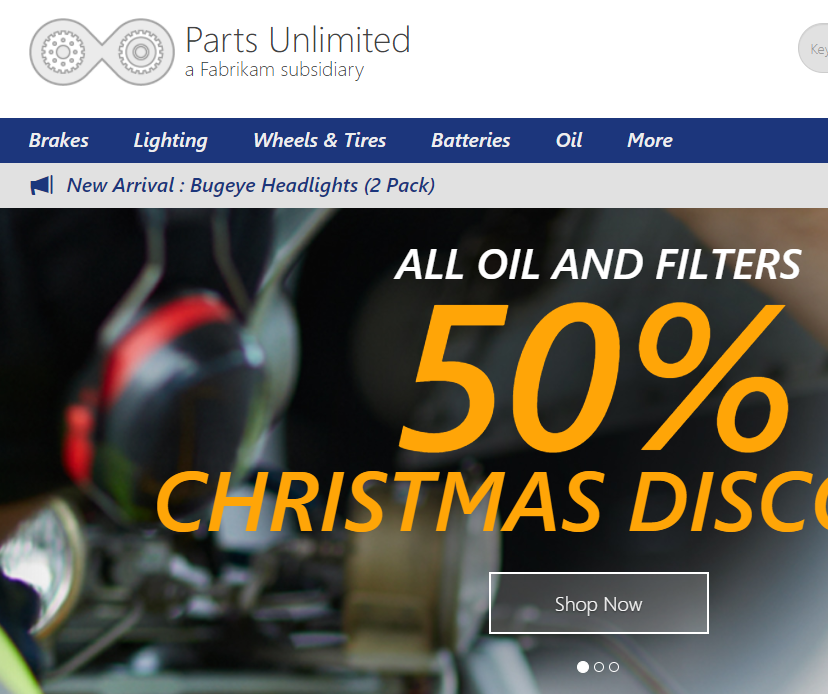 Parts Unlimited
a Fabrikam subsidiary
Key
Brakes Lighting Wheels & Tires Batteries Oil More
New Arrival : Bugeye Headlights (2 Pack)
ALL OIL AND FILTERS
50%
CHRISTMAS DISCO
Shop Now